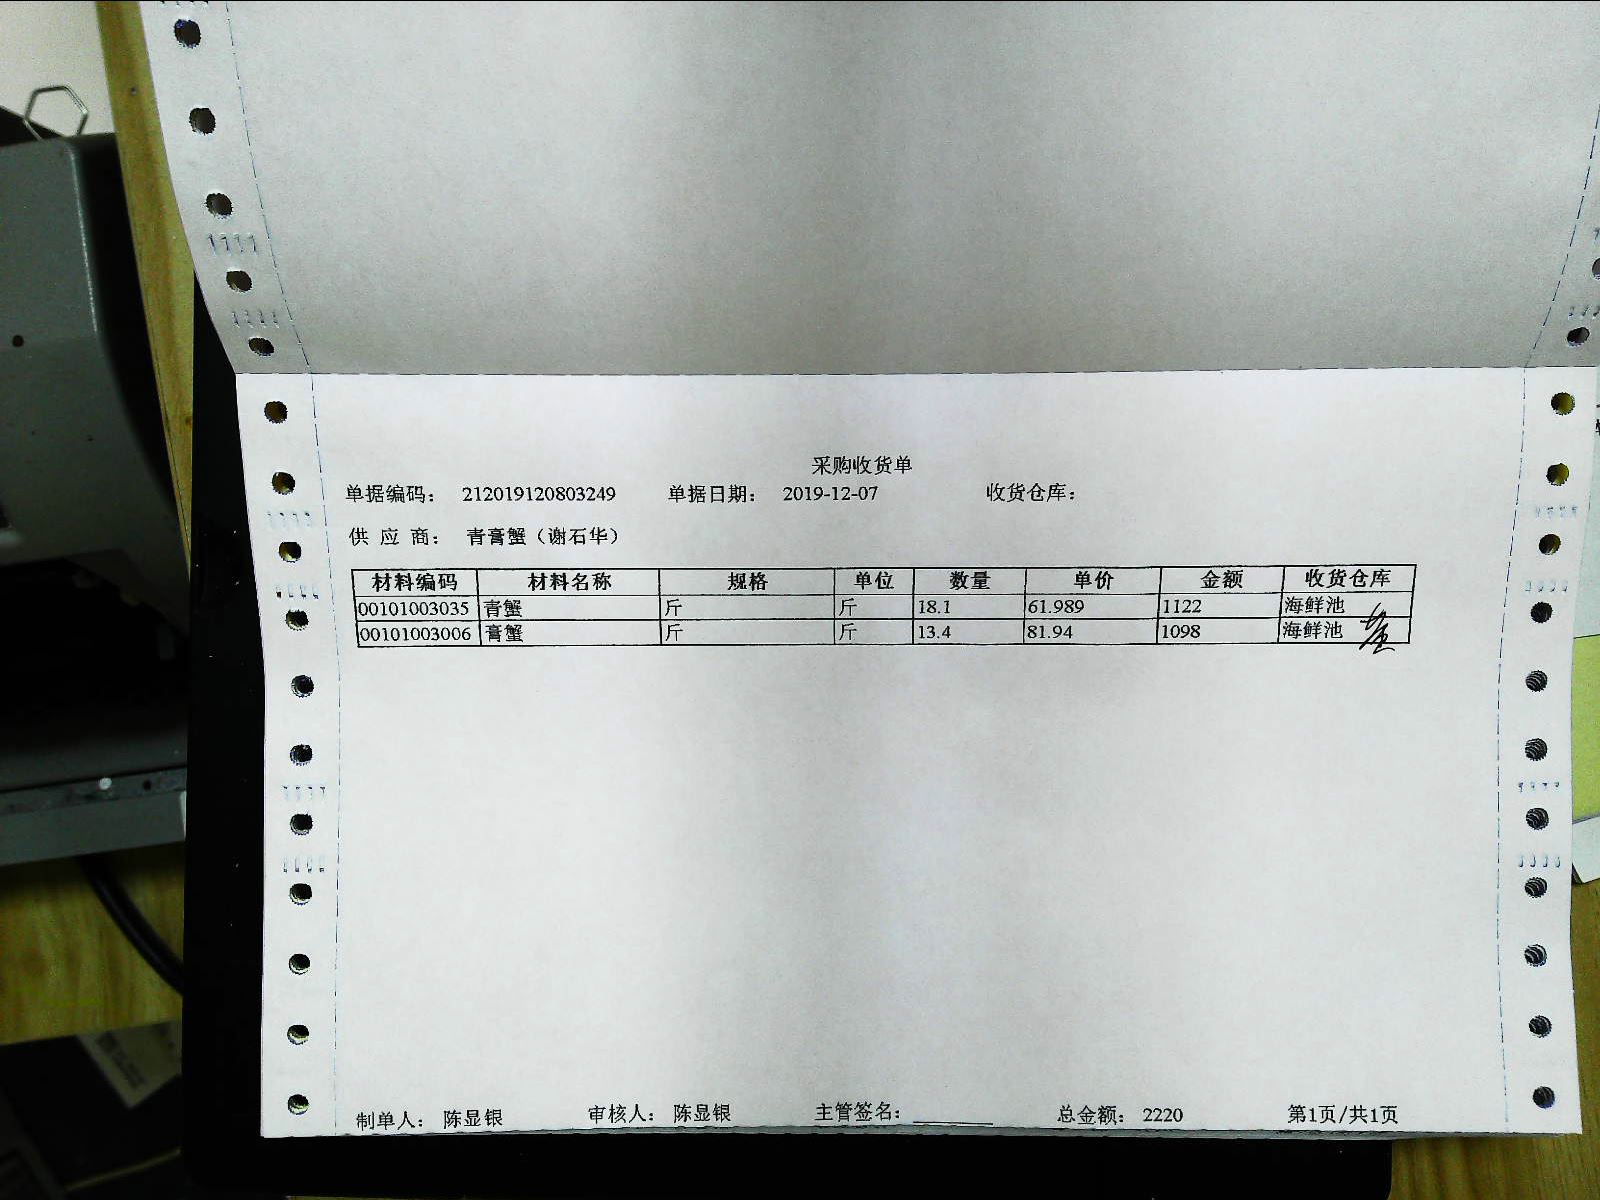 采购收货单
单据编码： 212019120803249 单据日期： 2019-12-07 收货仓库：
供 应 商： 青膏蟹（谢石华）
材料编码 材料名称 规格 单位 数量 单价 金额 收货仓库
00101003035 青蟹 斤 斤 18.1 61.989 1122 海鲜池
00101003006 膏蟹 斤 斤 13.4 81.94 1098 海鲜池
制单人： 陈显银 审核人： 陈显银 主管签名： 总金额： 2220 第1页/共1页